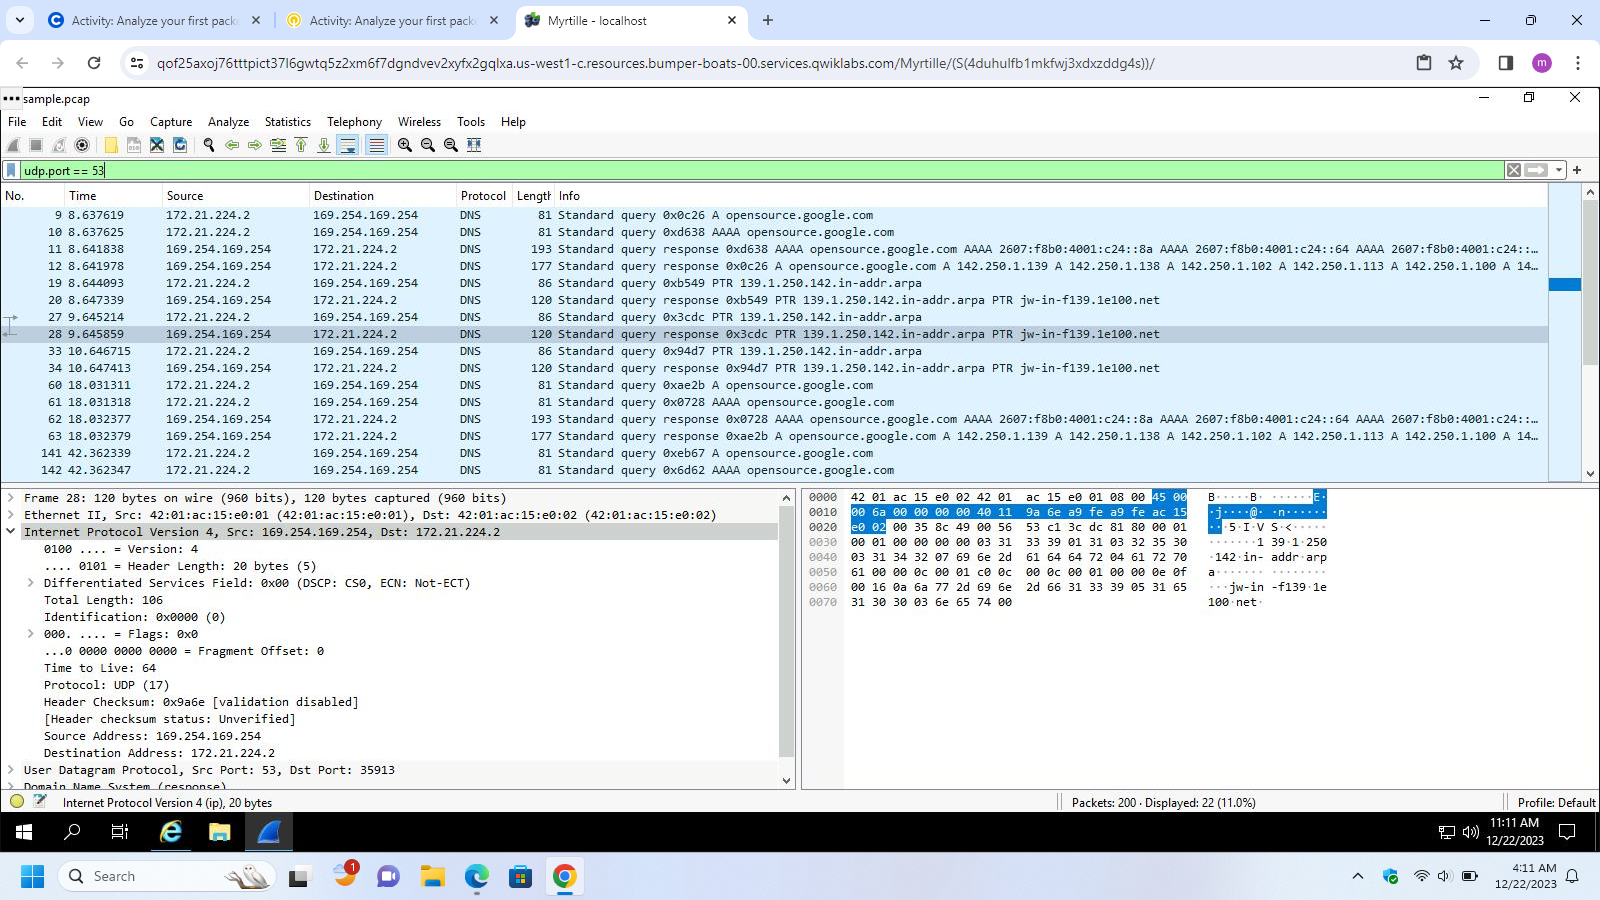 Activity: Analyze your first pack
Activity: Analyze your first pack
Myrtille - localhost
qof25axoj76tttpict37l6gwtq5z2xm6f7dgndvev2xyfx2gqlxa.us-west1-c.resources.bumper-boats-00.services.qwiklabs.com/Myrtille/(S(4duhulfb1mkfwj3xdxzddg4s))/
m
sample.pcap
File Edit View Go Capture Analyze Statistics Telephony Wireless Tools Help
udp.port == 53
No. Time Source Destination Protocol Length Info
9 8.637619 172.21.224.2 169.254.169.254 DNS 81 Standard query 0x0c26 A opensource.google.com
10 8.637625 172.21.224.2 169.254.169.254 DNS 81 Standard query 0xd638 AAAA opensource.google.com
11 8.641838 169.254.169.254 172.21.224.2 DNS 193 Standard query response 0xd638 AAAA opensource.google.com AAAA 2607:f8b0:4001:c24::8a AAAA 2607:f8b0:4001:c24::64 AAAA 2607:f8b0:4001:c24::…
12 8.641978 169.254.169.254 172.21.224.2 DNS 177 Standard query response 0x0c26 A opensource.google.com A 142.250.1.139 A 142.250.1.138 A 142.250.1.102 A 142.250.1.113 A 142.250.1.100 A 14…
19 8.644093 172.21.224.2 169.254.169.254 DNS 86 Standard query 0xb549 PTR 139.1.250.142.in-addr.arpa
20 8.647339 169.254.169.254 172.21.224.2 DNS 120 Standard query response 0xb549 PTR 139.1.250.142.in-addr.arpa PTR jw-in-f139.1e100.net
27 9.645214 172.21.224.2 169.254.169.254 DNS 86 Standard query 0x3cdc PTR 139.1.250.142.in-addr.arpa
28 9.645859 169.254.169.254 172.21.224.2 DNS 120 Standard query response 0x3cdc PTR 139.1.250.142.in-addr.arpa PTR jw-in-f139.1e100.net
33 10.646715 172.21.224.2 169.254.169.254 DNS 86 Standard query 0x94d7 PTR 139.1.250.142.in-addr.arpa
34 10.647413 169.254.169.254 172.21.224.2 DNS 120 Standard query response 0x94d7 PTR 139.1.250.142.in-addr.arpa PTR jw-in-f139.1e100.net
60 18.031311 172.21.224.2 169.254.169.254 DNS 81 Standard query 0xae2b A opensource.google.com
61 18.031318 172.21.224.2 169.254.169.254 DNS 81 Standard query 0x0728 AAAA opensource.google.com
62 18.032377 169.254.169.254 172.21.224.2 DNS 193 Standard query response 0x0728 AAAA opensource.google.com AAAA 2607:f8b0:4001:c24::8a AAAA 2607:f8b0:4001:c24::64 AAAA 2607:f8b0:4001:c24::…
63 18.032379 169.254.169.254 172.21.224.2 DNS 177 Standard query response 0xae2b A opensource.google.com A 142.250.1.139 A 142.250.1.138 A 142.250.1.102 A 142.250.1.113 A 142.250.1.100 A 14…
141 42.362339 172.21.224.2 169.254.169.254 DNS 81 Standard query 0xeb67 A opensource.google.com
142 42.362347 172.21.224.2 169.254.169.254 DNS 81 Standard query 0x6d62 AAAA opensource.google.com
Frame 28: 120 bytes on wire (960 bits), 120 bytes captured (960 bits)
Ethernet II, Src: 42:01:ac:15:e0:01 (42:01:ac:15:e0:01), Dst: 42:01:ac:15:e0:02 (42:01:ac:15:e0:02)
Internet Protocol Version 4, Src: 169.254.169.254, Dst: 172.21.224.2
0100 .... = Version: 4
.... 0101 = Header Length: 20 bytes (5)
Differentiated Services Field: 0x00 (DSCP: CS0, ECN: Not-ECT)
Total Length: 106
Identification: 0x0000 (0)
000. .... = Flags: 0x0
...0 0000 0000 0000 = Fragment Offset: 0
Time to Live: 64
Protocol: UDP (17)
Header Checksum: 0x9a6e [validation disabled]
[Header checksum status: Unverified]
Source Address: 169.254.169.254
Destination Address: 172.21.224.2
User Datagram Protocol, Src Port: 53, Dst Port: 35913
Domain Name System (response)
0000 42 01 ac 15 e0 02 42 01 ac 15 e0 01 08 00 45 00 B·····B· ······E·
0010 00 6a 00 00 00 00 40 11 9a 6e a9 fe a9 fe ac 15 ·j····@· ·n······
0020 e0 02 00 35 8c 49 00 56 53 c1 3c dc 81 80 00 01 ···5·I·V S·<·····
0030 00 01 00 00 00 00 03 31 33 39 01 31 03 32 35 30 ·······1 39·1·250
0040 03 31 34 32 07 69 6e 2d 61 64 64 72 04 61 72 70 ·142·in- addr·arp
0050 61 00 00 0c 00 01 c0 0c 00 0c 00 01 00 00 0e 0f a······· ········
0060 00 16 0a 6a 77 2d 69 6e 2d 66 31 33 39 05 31 65 ···jw-in -f139·1e
0070 31 30 30 03 6e 65 74 00 100·net·
Internet Protocol Version 4 (ip), 20 bytes
Packets: 200 · Displayed: 22 (11.0%)
Profile: Default
11:11 AM
12/22/2023
Search
1
4:11 AM
12/22/2023